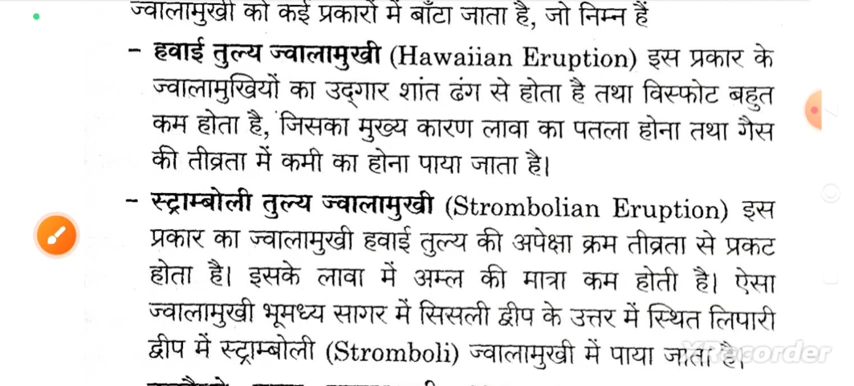 ज्वालामुखी को कई प्रकारों में बाँटा जाता है, जो निम्न हैं
- हवाई तुल्य ज्वालामुखी (Hawaiian Eruption) इस प्रकार के
ज्वालामुखियों का उद्‌गार शांत ढंग से होता है तथा विस्फोट बहुत
कम होता है, जिसका मुख्य कारण लावा का पतला होना तथा गैस
की तीव्रता में कमी का होना पाया जाता है।
- स्ट्राम्बोली तुल्य ज्वालामुखी (Strombolian Eruption) इस
प्रकार का ज्वालामुखी हवाई तुल्य की अपेक्षा क्रम तीव्रता से प्रकट
होता है। इसके लावा में अम्ल की मात्रा कम होती है। ऐसा
ज्वालामुखी भूमध्य सागर में सिसली द्वीप के उत्तर में स्थित लिपारी
द्वीप में स्ट्राम्बोली (Stromboli) ज्वालामुखी में पाया जाता है।
XRecorder